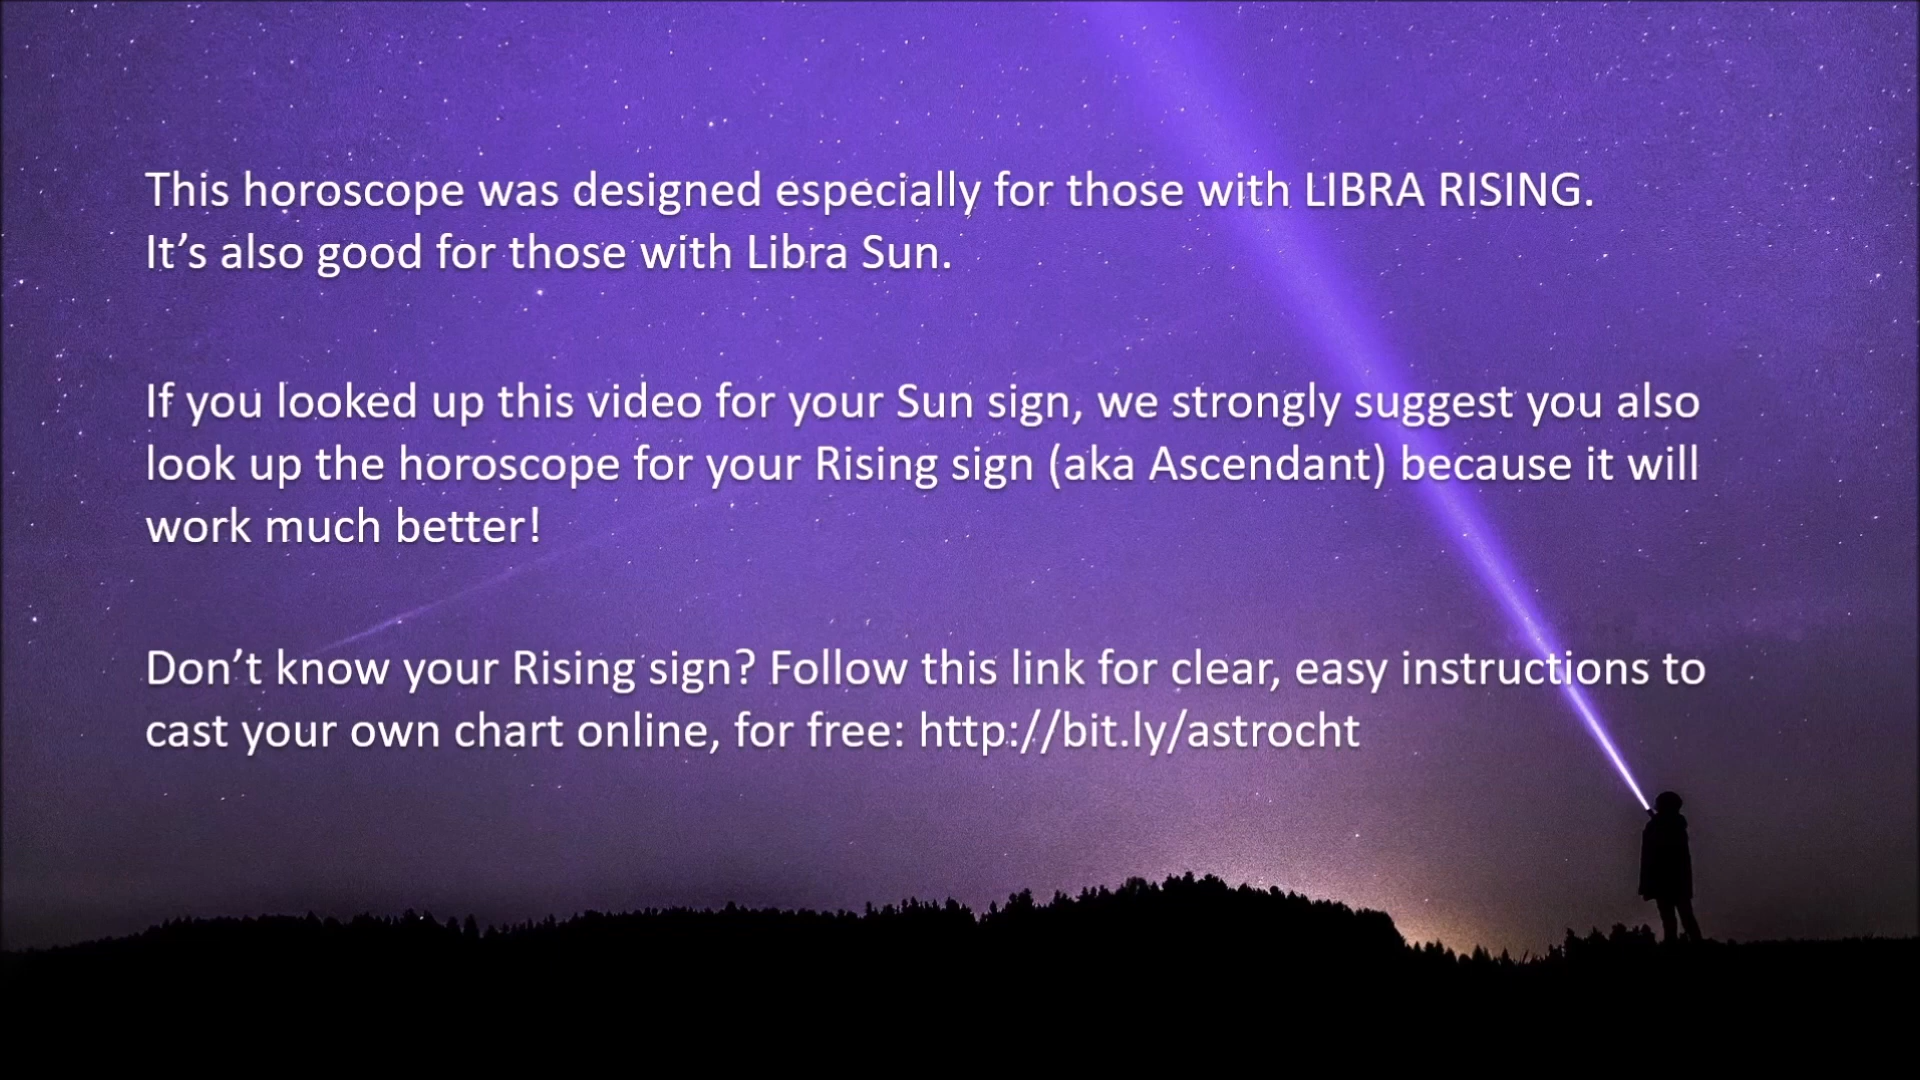 This horoscope was designed especially for those with LIBRA RISING.
It’s also good for those with Libra Sun.
If you looked up this video for your Sun sign, we strongly suggest you also
look up the horoscope for your Rising sign (aka Ascendant) because it will
work much better!
Don’t know your Rising sign? Follow this link for clear, easy instructions to
cast your own chart online, for free: http://bit.ly/astrocht